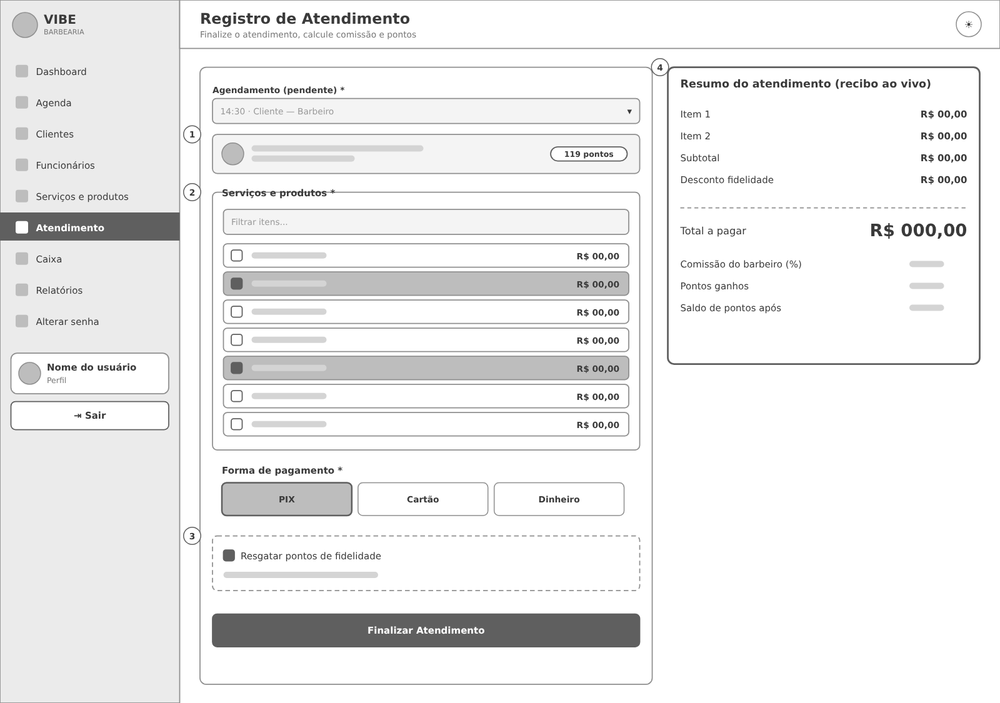 VIBE
BARBEARIA
Dashboard
Agenda
Clientes
Funcionários
Serviços e produtos
Atendimento
Caixa
Relatórios
Alterar senha
Nome do usuário
Perfil
⇥ Sair
Registro de Atendimento
Finalize o atendimento, calcule comissão e pontos
☀
Agendamento (pendente) *
14:30 · Cliente — Barbeiro ▾
1
119 pontos
2
Serviços e produtos *
Filtrar itens...
R$ 00,00
R$ 00,00
R$ 00,00
R$ 00,00
R$ 00,00
R$ 00,00
R$ 00,00
Forma de pagamento *
PIX
Cartão
Dinheiro
3
Resgatar pontos de fidelidade
Finalizar Atendimento
4
Resumo do atendimento (recibo ao vivo)
Item 1 R$ 00,00
Item 2 R$ 00,00
Subtotal R$ 00,00
Desconto fidelidade R$ 00,00
Total a pagar R$ 000,00
Comissão do barbeiro (%)
Pontos ganhos
Saldo de pontos após